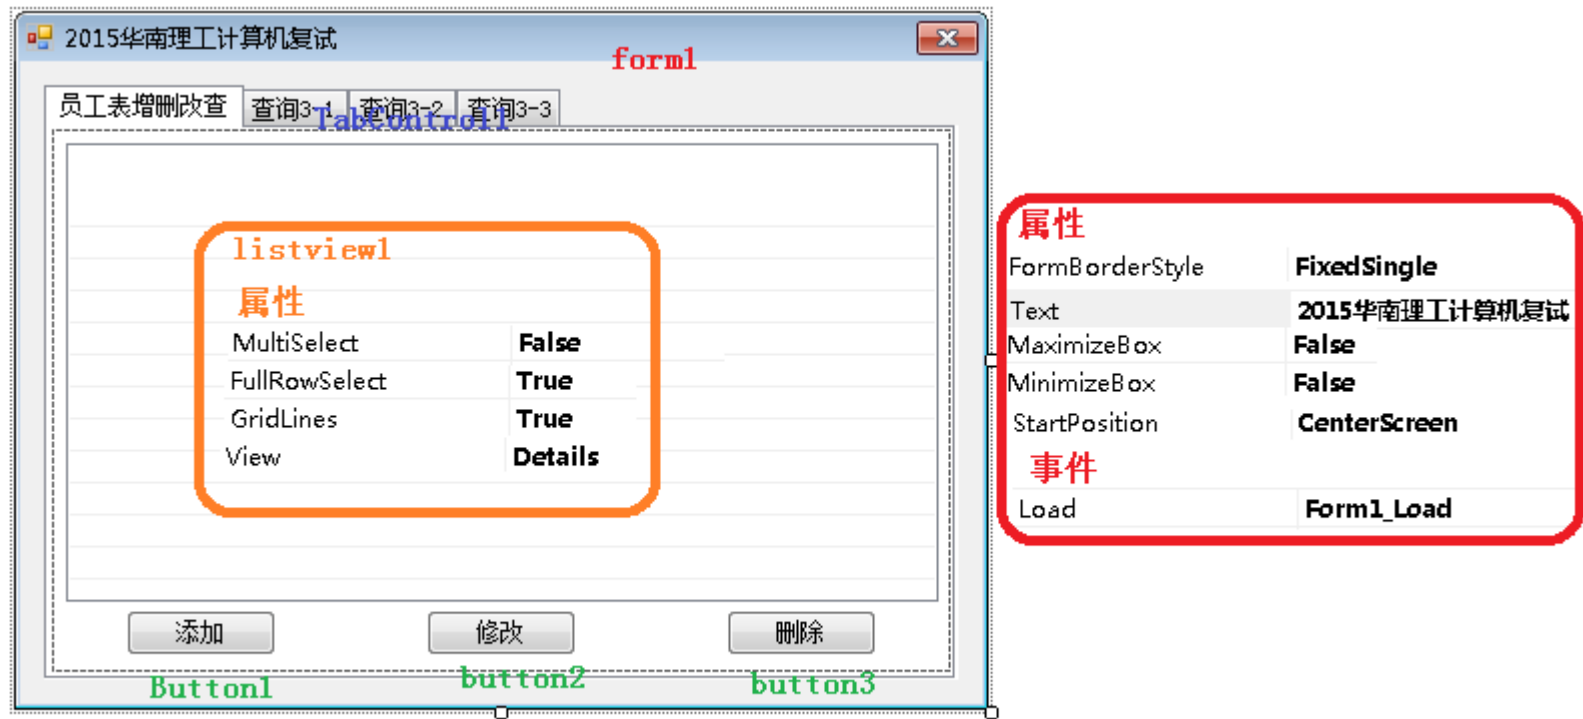 2015华南理工计算机复试
form1
员工表增删改查 查询3-1 查询3-2 查询3-3
TabControl1
listview1
属性
MultiSelect False
FullRowSelect True
GridLines True
View Details
添加 修改 删除
Button1 button2 button3
属性
FormBorderStyle FixedSingle
Text 2015华南理工计算机复试
MaximizeBox False
MinimizeBox False
StartPosition CenterScreen
事件
Load Form1_Load